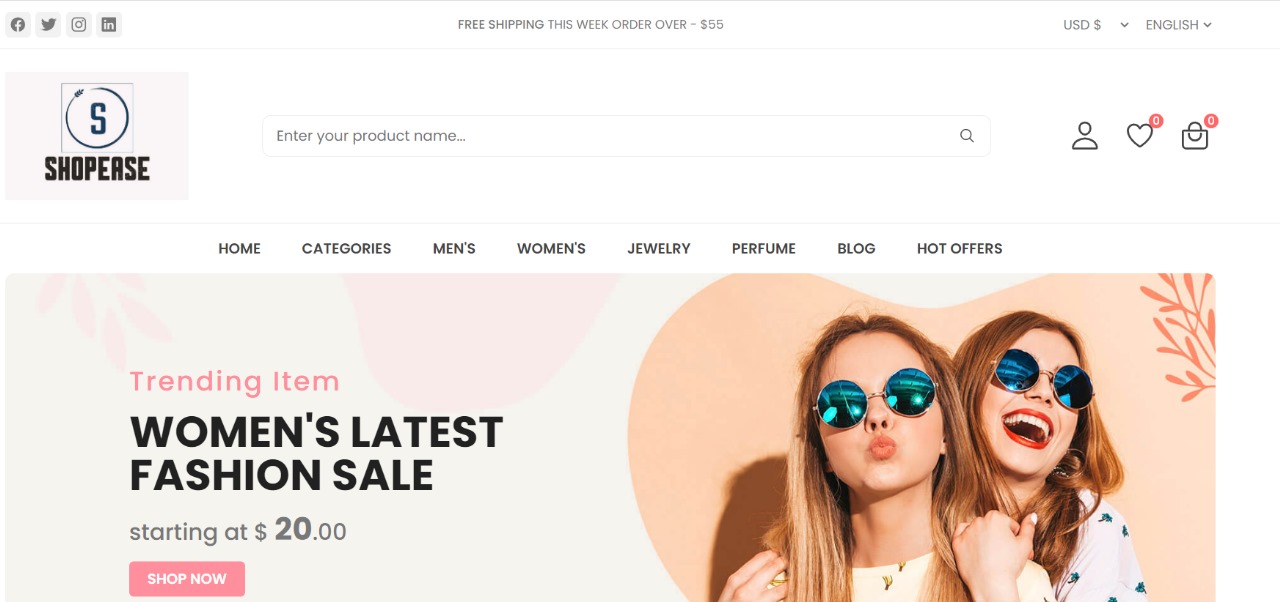 FREE SHIPPING THIS WEEK ORDER OVER - $55
USD $
ENGLISH
S
SHOPEASE
Enter your product name...
0
0
HOME
CATEGORIES
MEN'S
WOMEN'S
JEWELRY
PERFUME
BLOG
HOT OFFERS
Trending Item
WOMEN'S LATEST
FASHION SALE
starting at $ 20.00
SHOP NOW